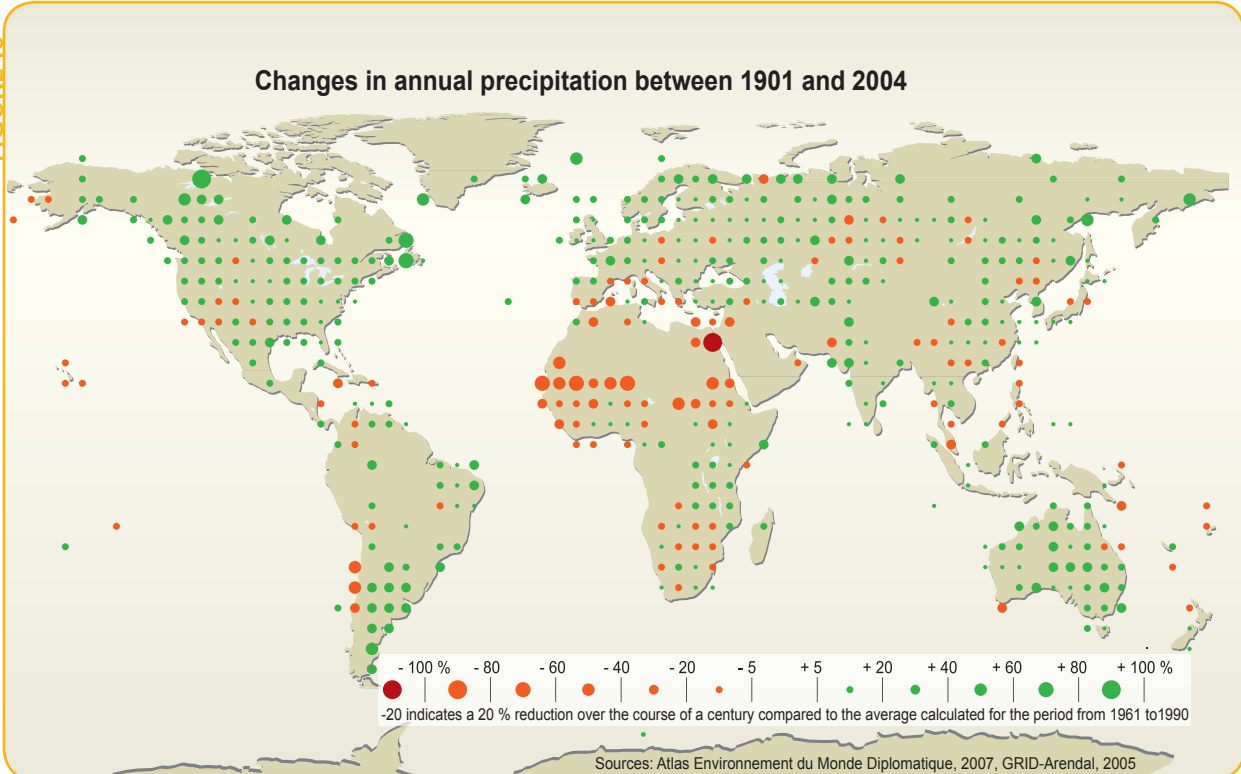 Changes in annual precipitation between 1901 and 2004
- 100 % - 80 - 60 - 40 - 20 - 5 + 5 + 20 + 40 + 60 + 80 + 100 %
-20 indicates a 20 % reduction over the course of a century compared to the average calculated for the period from 1961 to1990
Sources: Atlas Environnement du Monde Diplomatique, 2007, GRID-Arendal, 2005